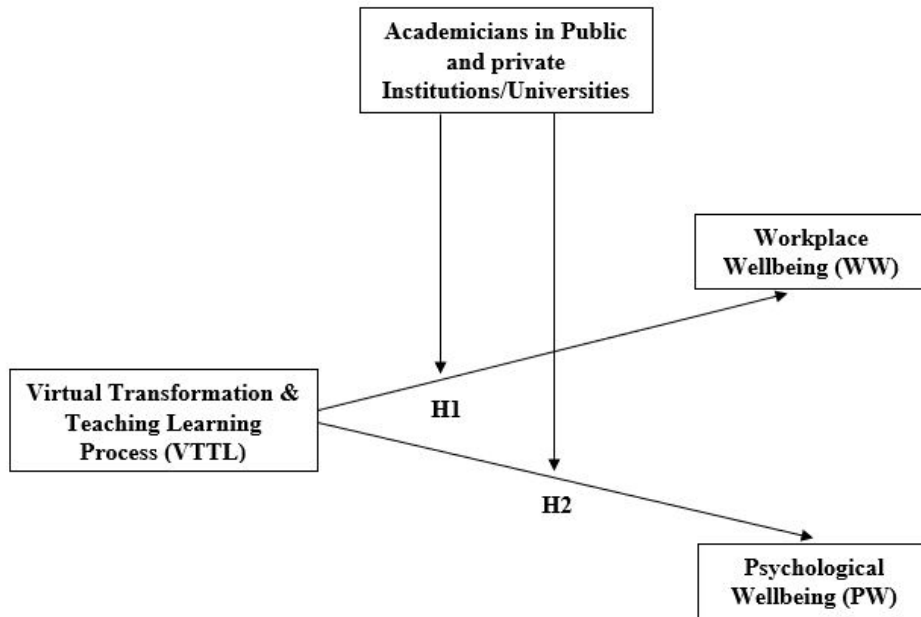 Academicians in Public
and private
Institutions/Universities
Workplace
Wellbeing (WW)
Virtual Transformation &
Teaching Learning
Process (VTTL)
H1
H2
Psychological
Wellbeing (PW)